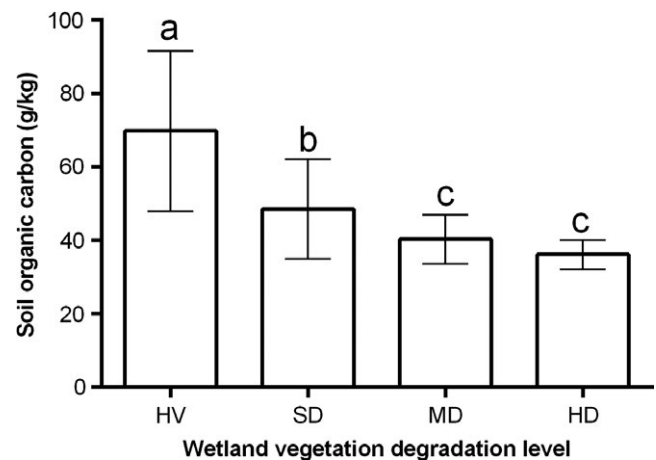 Soil organic carbon (g/kg)
100
80
60
40
20
0
a
b
c
c
HV SD MD HD
Wetland vegetation degradation level